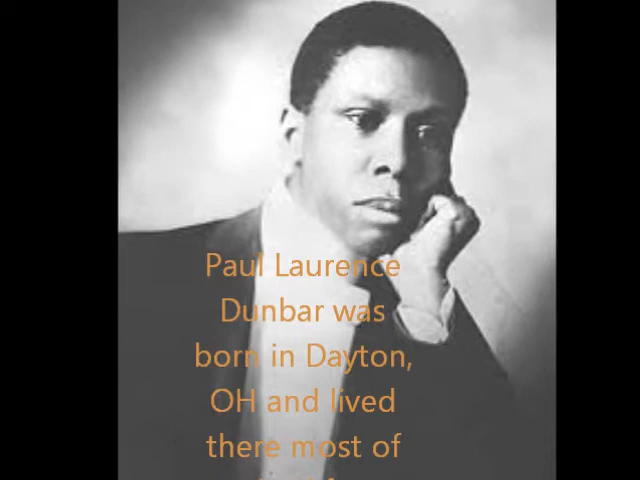 Paul Laurence
Dunbar was
born in Dayton,
OH and lived
there most of